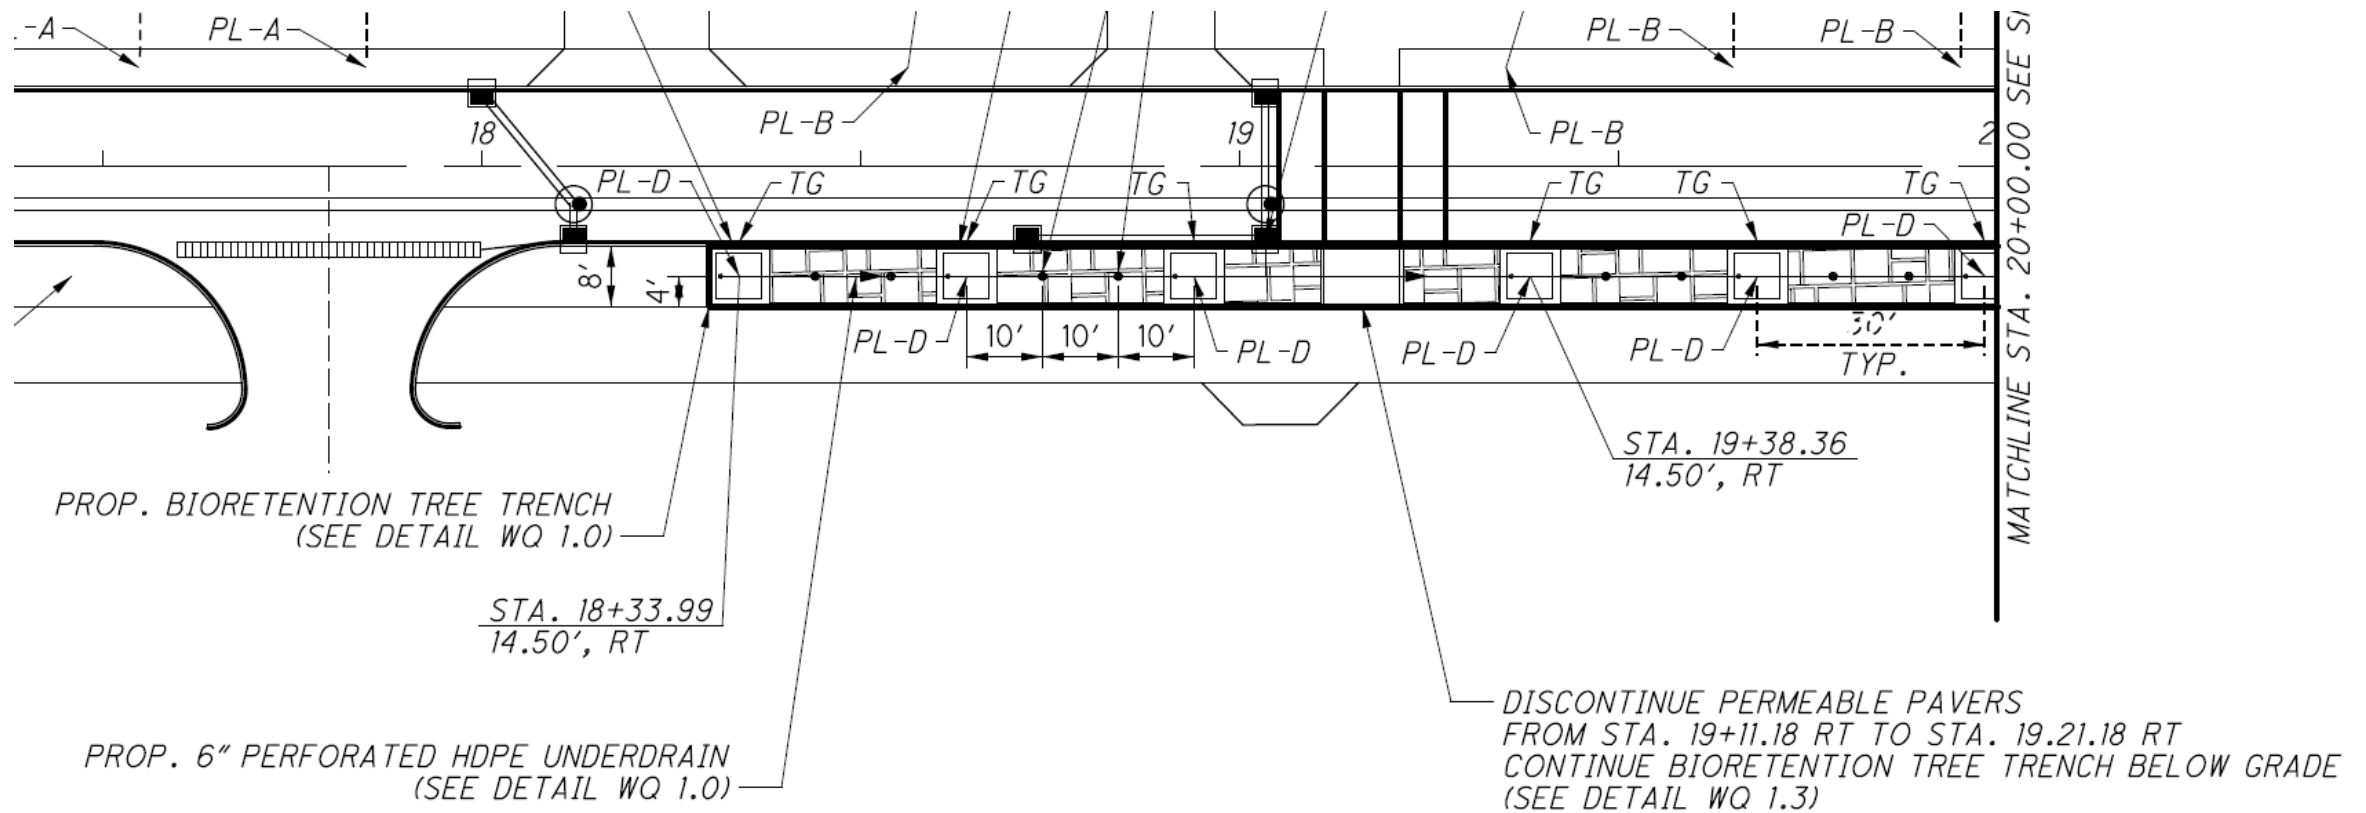 -A
PL-A
PL-B
PL-B
PL-B
PL-B
18
19
2
PL-D
TG
TG
TG
TG
TG
TG
PL-D
8'
4'
PL-D
10'
10'
10'
PL-D
PL-D
PL-D
30'
TYP.
MATCHLINE STA. 20+00.00 SEE
STA. 19+38.36
14.50', RT
PROP. BIORETENTION TREE TRENCH
(SEE DETAIL WQ 1.0)
STA. 18+33.99
14.50', RT
PROP. 6" PERFORATED HDPE UNDERDRAIN
(SEE DETAIL WQ 1.0)
DISCONTINUE PERMEABLE PAVERS
FROM STA. 19+11.18 RT TO STA. 19.21.18 RT
CONTINUE BIORETENTION TREE TRENCH BELOW GRADE
(SEE DETAIL WQ 1.3)